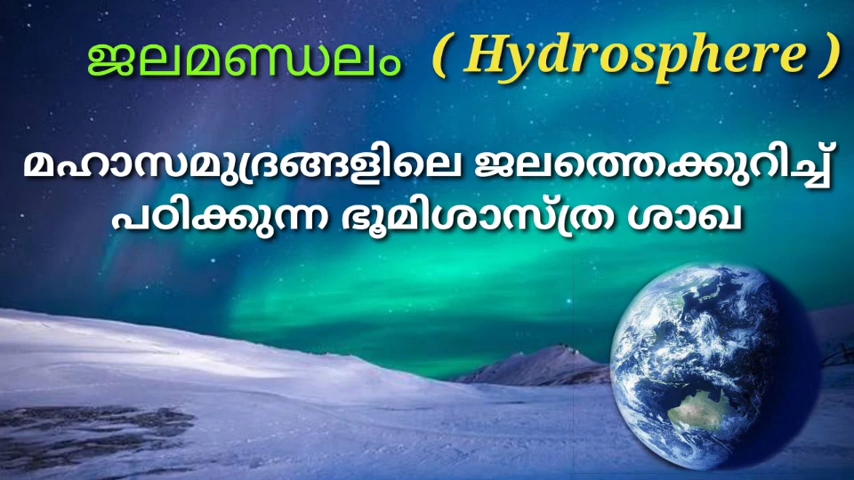 ജലമണ്ഡലം ( Hydrosphere )
മഹാസമുദ്രങ്ങളിലെ ജലത്തെക്കുറിച്ച്
പഠിക്കുന്ന ഭൂമിശാസ്ത്ര ശാഖ